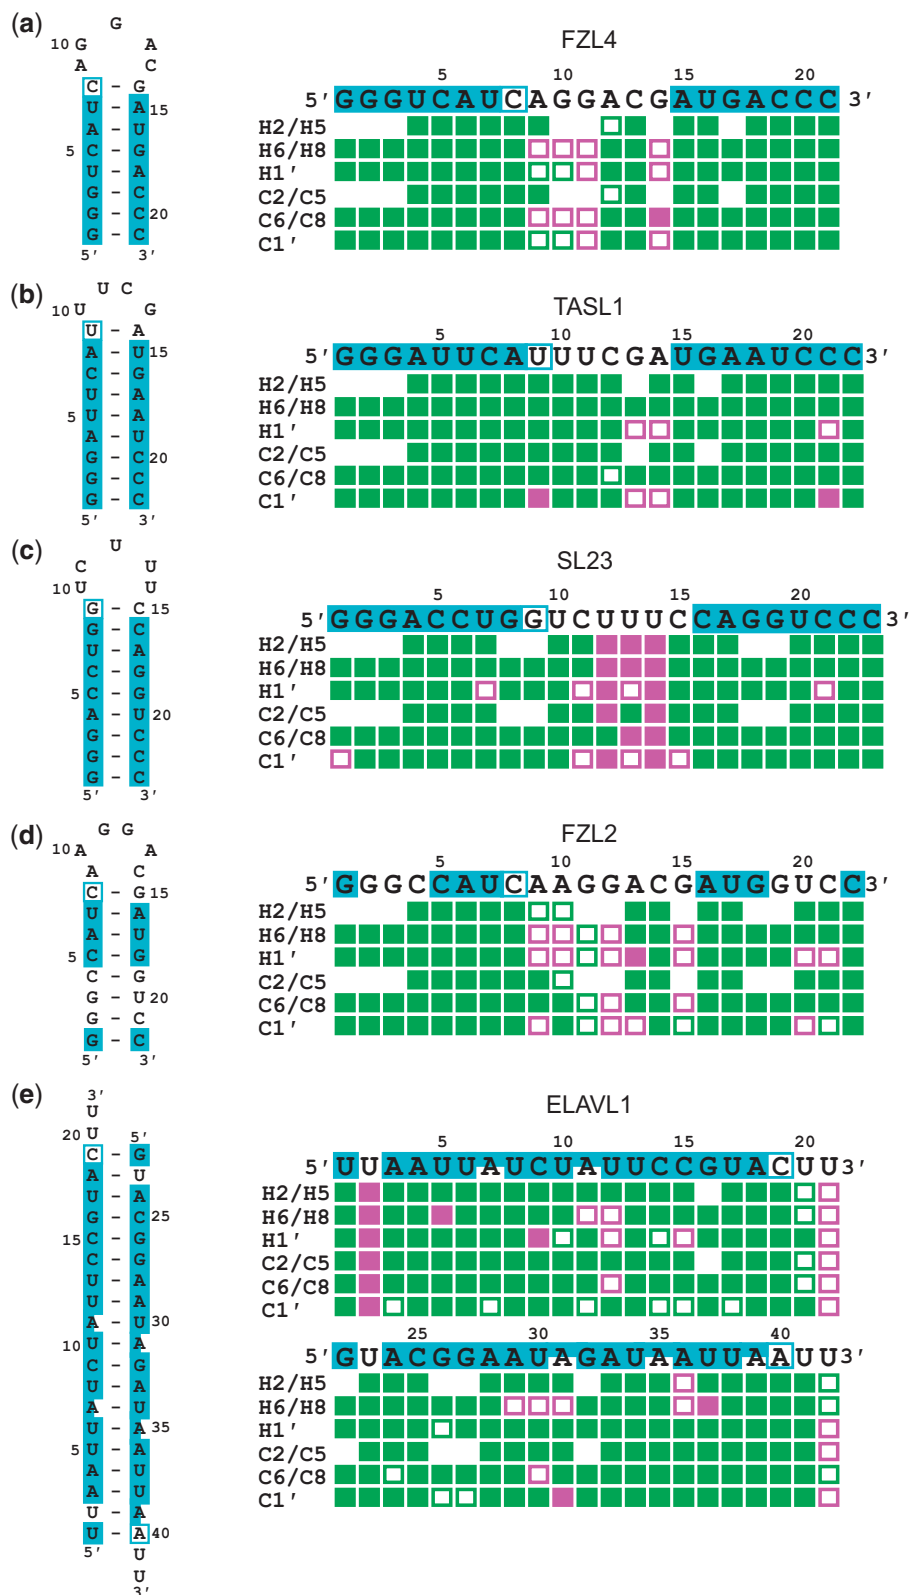 (a)
G
10 G A
A C
C – G
U – A 15
A – U
5 C – G
U – A
G – C
G – C 20
G – C
5′ 3′
FZL4
5 10 15 20
5′ GGGUCAUCAGGACGAUGACCC 3′
H2/H5
H6/H8
H1′
C2/C5
C6/C8
C1′
(b)
U C
10 U G
U – A
A – U 15
C – G
U – A
5 U – A
A – U
G – C 20
G – C
G – C
5′ 3′
TASL1
5 10 15 20
5′ GGGAUUCAUUUCGAUGAAUCCC 3′
H2/H5
H6/H8
H1′
C2/C5
C6/C8
C1′
(c)
U
C U
10 U U
G – C 15
G – C
U – A
C – G
5 C – G
A – U 20
G – C
G – C
G – C
5′ 3′
SL23
5 10 15 20
5′ GGGACCUGGUCUUUCCAGGUCCC 3′
H2/H5
H6/H8
H1′
C2/C5
C6/C8
C1′
(d)
G G
10 A A
A C
C – G 15
U – A
A – U
5 C – G
C – G
G – U 20
G – C
G – C
5′ 3′
FZL2
5 10 15 20
5′ GGGCCAUCAAGGACGAUGGUCC 3′
H2/H5
H6/H8
H1′
C2/C5
C6/C8
C1′
(e)
3′
U
20 U 5′
C – G
A – U
U – A
G – C 25
15 C – G
C – G
U – A
U – A
A – U 30
10 U – A
C – G
U – A
A – U
U – A 35
5 U – A
A – U
A – U
U – A
U – A 40
5′ U
U
3′
ELAVL1
5 10 15 20
5′ UUAAUUAUCUAUUCCGUACUU 3′
H2/H5
H6/H8
H1′
C2/C5
C6/C8
C1′
25 30 35 40
5′ GUACGGAAUAGAUAAUUAAUU 3′
H2/H5
H6/H8
H1′
C2/C5
C6/C8
C1′